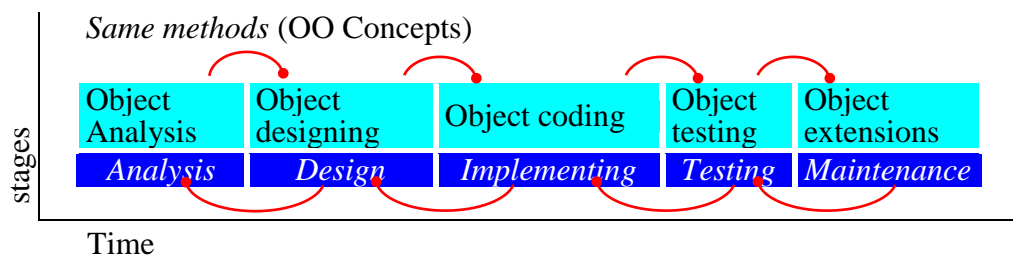 Same methods (OO Concepts)
Object Analysis
Object designing
Object coding
Object testing
Object extensions
Analysis
Design
Implementing
Testing
Maintenance
stages
Time